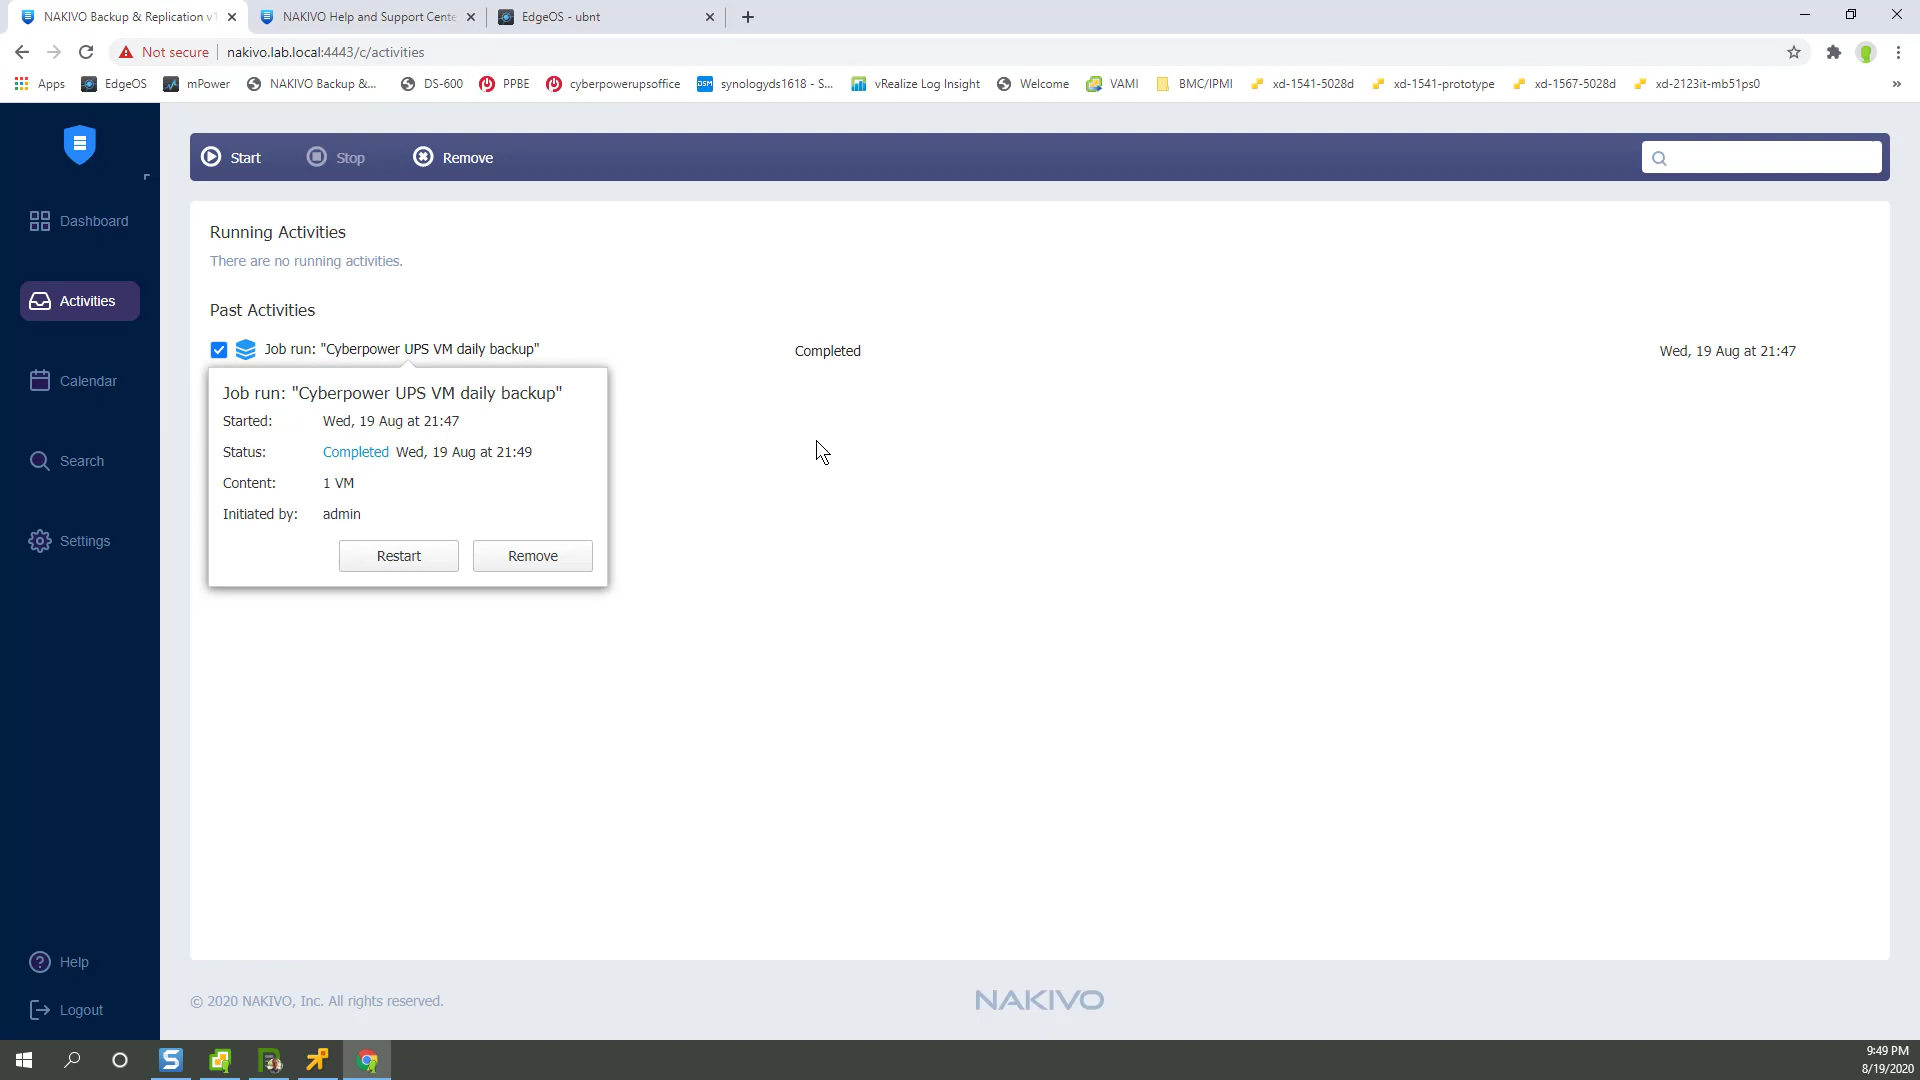 NAKIVO Backup & Replication v1
NAKIVO Help and Support Cente
EdgeOS - ubnt
Not secure
nakivo.lab.local:4443/c/activities
Apps
EdgeOS
mPower
NAKIVO Backup &...
DS-600
PPBE
cyberpowerupsoffice
DSM
synologyds1618 - S...
vRealize Log Insight
Welcome
VAMI
BMC/IPMI
xd-1541-5028d
xd-1541-prototype
xd-1567-5028d
xd-2123it-mb51ps0
»
Start
Stop
Remove
Dashboard
Activities
Calendar
Search
Settings
Help
Logout
Running Activities
There are no running activities.
Past Activities
Job run: "Cyberpower UPS VM daily backup"
Completed
Wed, 19 Aug at 21:47
Job run: "Cyberpower UPS VM daily backup"
Started: Wed, 19 Aug at 21:47
Status: Completed Wed, 19 Aug at 21:49
Content: 1 VM
Initiated by: admin
Restart
Remove
© 2020 NAKIVO, Inc. All rights reserved.
NAKIVO
9:49 PM
8/19/2020